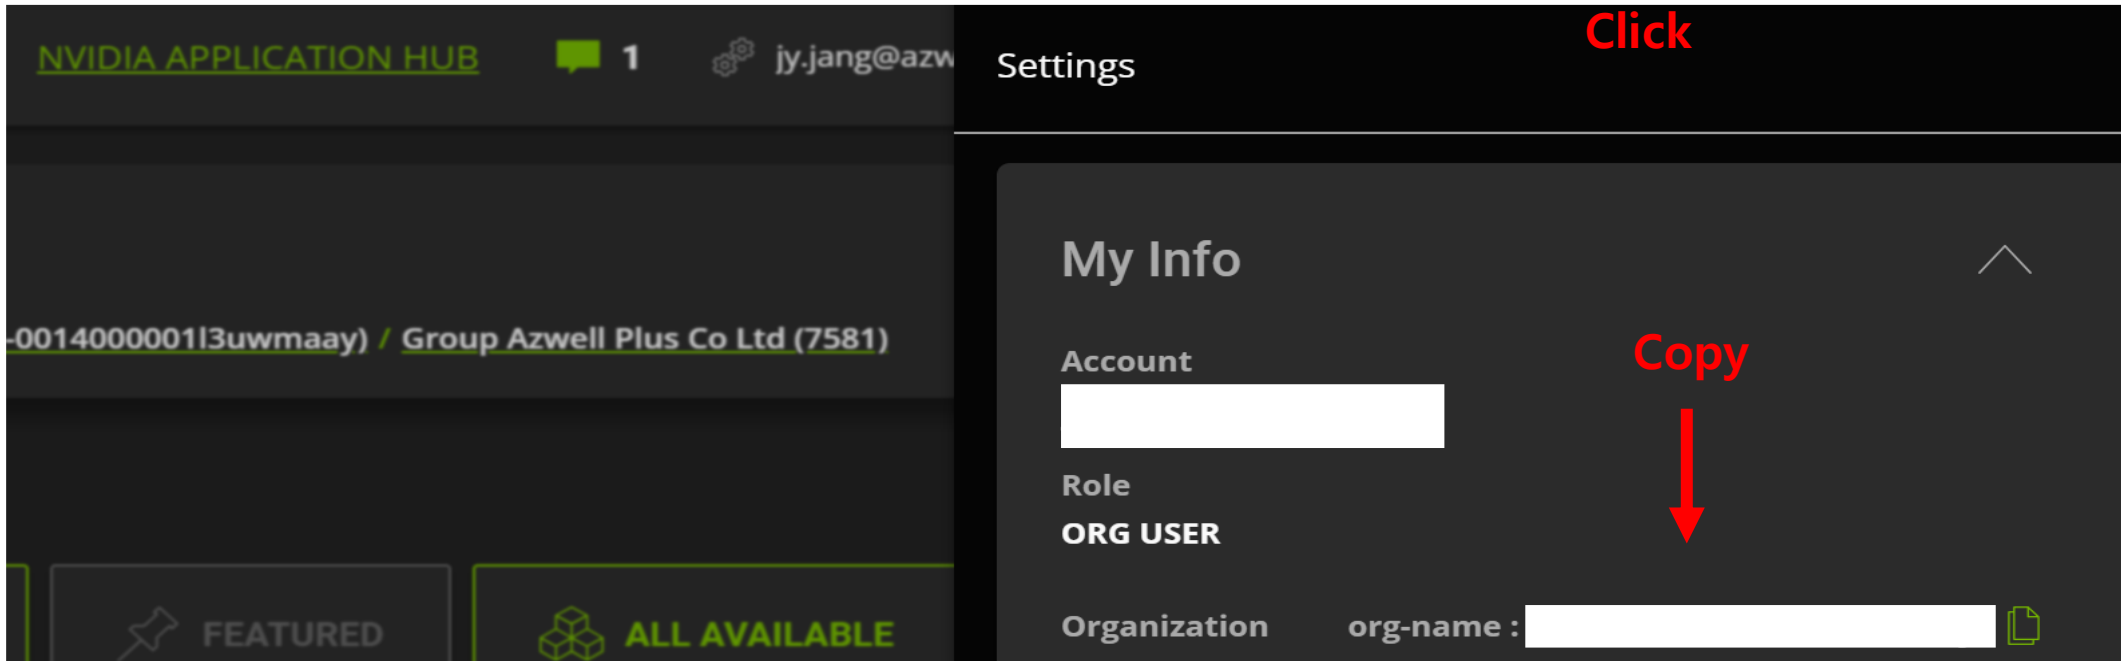 NVIDIA APPLICATION HUB
1
jy.jang@azw
-0014000001l3uwmaay) / Group Azwell Plus Co Ltd (7581)
FEATURED
ALL AVAILABLE
Click
Settings
My Info
Account
Copy
Role
ORG USER
Organization org-name :